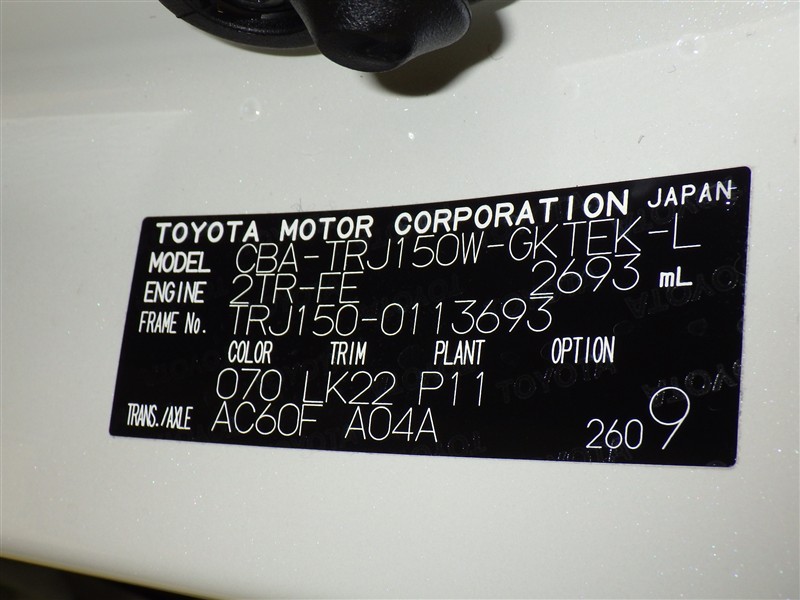 TOYOTA MOTOR CORPORATION JAPAN
MODEL CBA-TRJ150W-GKTEK-L
ENGINE 2TR-FE 2693 mL
FRAME No. TRJ150-0113693
COLOR TRIM PLANT OPTION
070 LK22 P11
TRANS./AXLE AC60F A04A 2609